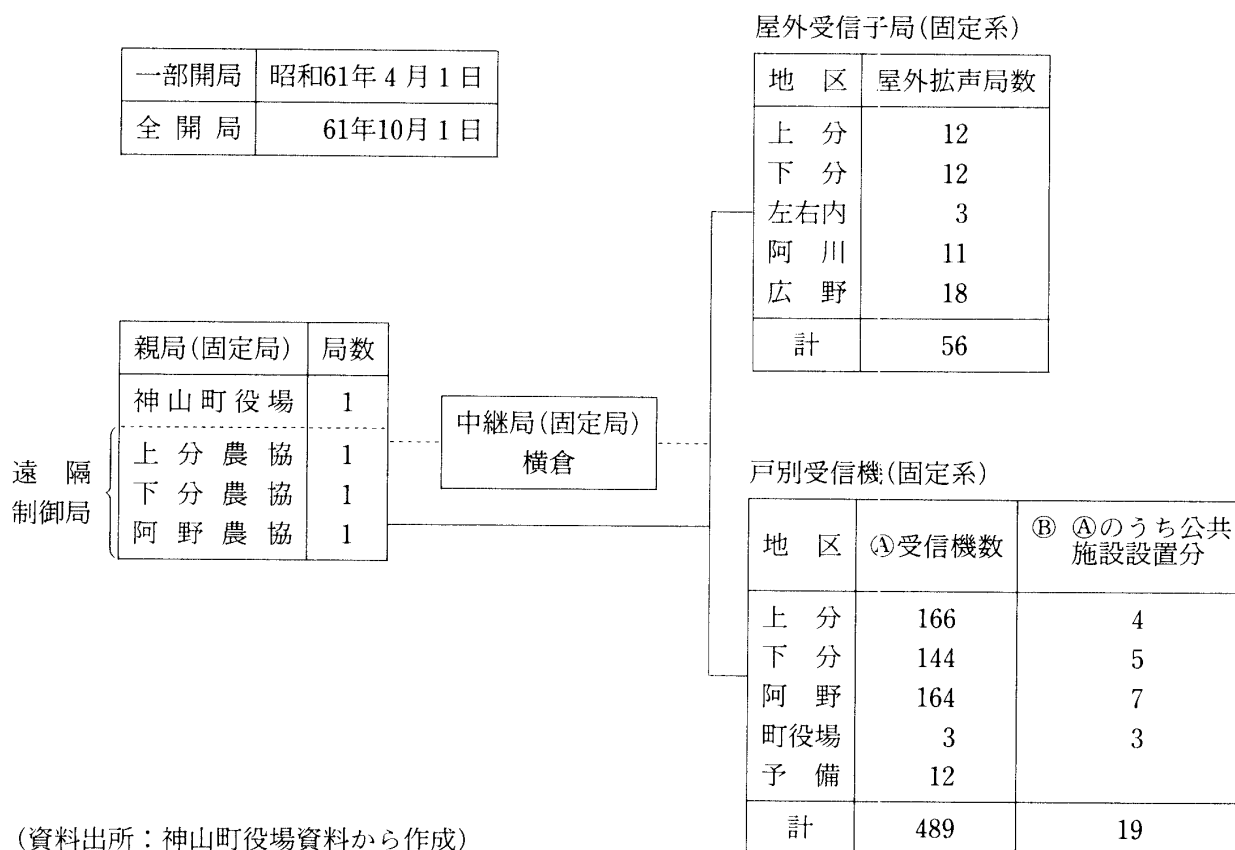 一部開局 昭和61年4月1日
全開局 61年10月1日
屋外受信子局(固定系)
地区 屋外拡声局数
上分 12
下分 12
左右内 3
阿川 11
広野 18
計 56
親局(固定局) 局数
神山町役場 1
遠隔制御局
上分農協 1
下分農協 1
阿野農協 1
中継局(固定局)
横倉
戸別受信機(固定系)
地区 Ⓐ受信機数 Ⓑ Ⓐのうち公共
施設設置分
上分 166 4
下分 144 5
阿野 164 7
町役場 3 3
予備 12
計 489 19
(資料出所:神山町役場資料から作成)